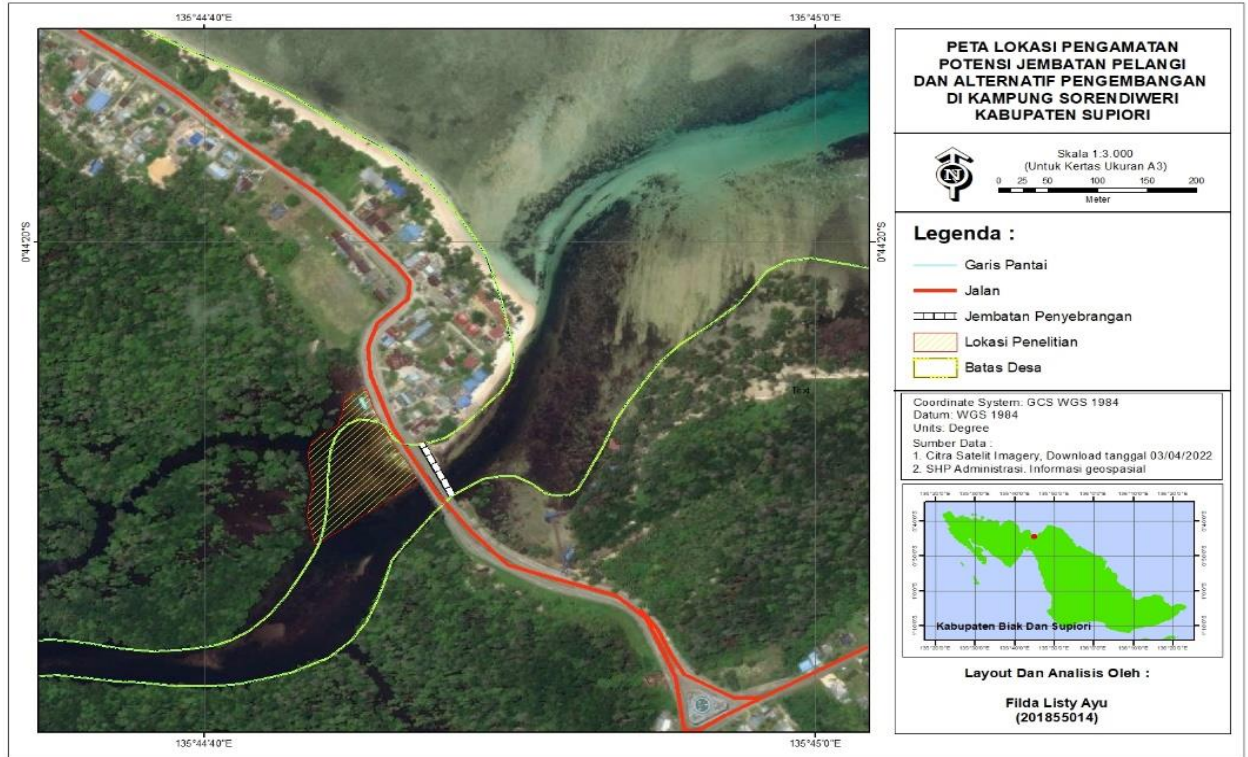 135°44'40"E
135°45'0"E
0°44'20"S
0°44'20"S
135°44'40"E
135°45'0"E
PETA LOKASI PENGAMATAN
POTENSI JEMBATAN PELANGI
DAN ALTERNATIF PENGEMBANGAN
DI KAMPUNG SORENDIWERI
KABUPATEN SUPIORI
N
Skala 1:3.000
(Untuk Kertas Ukuran A3)
0 25 50 100 150 200
Meter
Legenda :
Garis Pantai
Jalan
Jembatan Penyebrangan
Lokasi Penelitian
Batas Desa
Coordinate System: GCS WGS 1984
Datum: WGS 1984
Units: Degree
Sumber Data :
1. Citra Satelit Imagery, Download tanggal 03/04/2022
2. SHP Administrasi. Informasi geospasial
Kabupaten Biak Dan Supiori
Layout Dan Analisis Oleh :
Filda Listy Ayu
(201855014)